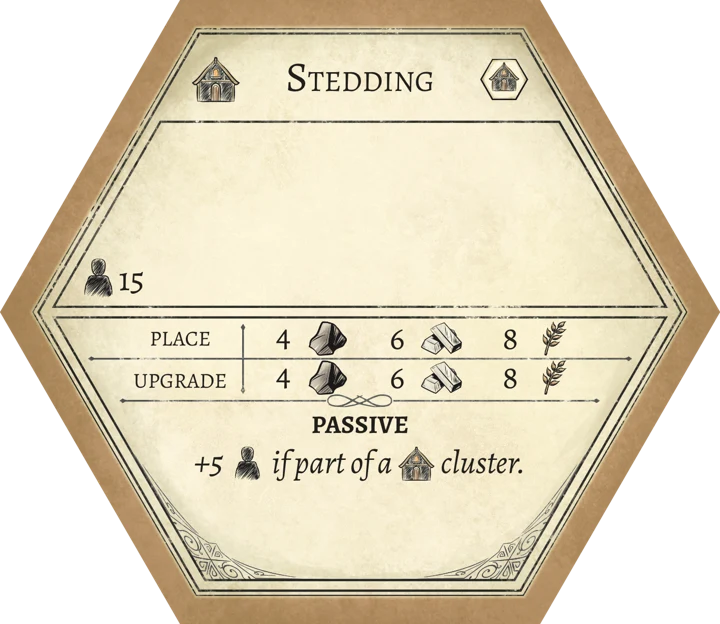 STEDDING
15
PLACE 4 6 8
UPGRADE 4 6 8
PASSIVE
+5 if part of a cluster.